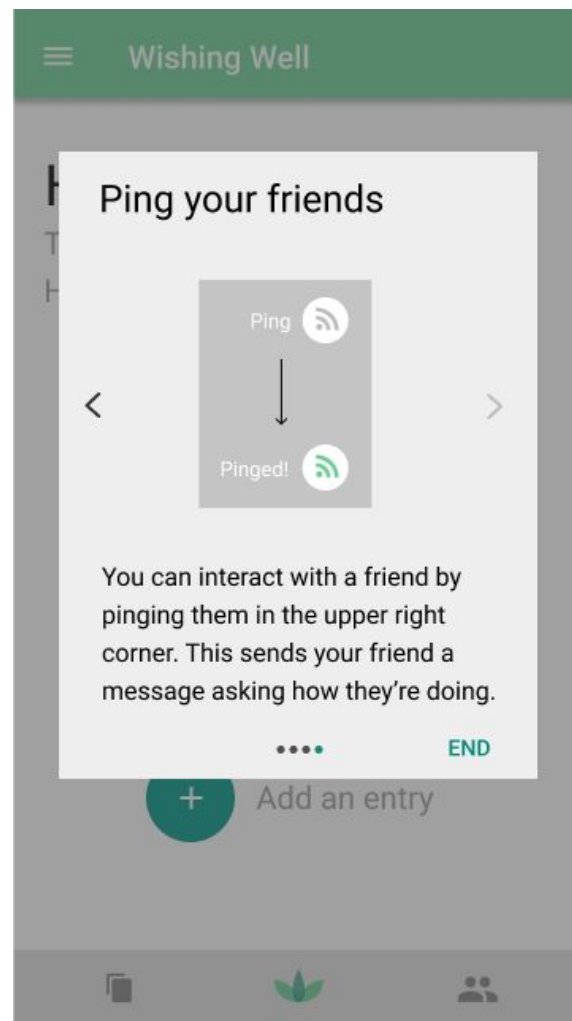 Wishing Well
H
Ping your friends
T
H
Ping
Pinged!
You can interact with a friend by
pinging them in the upper right
corner. This sends your friend a
message asking how they're doing.
END
Add an entry